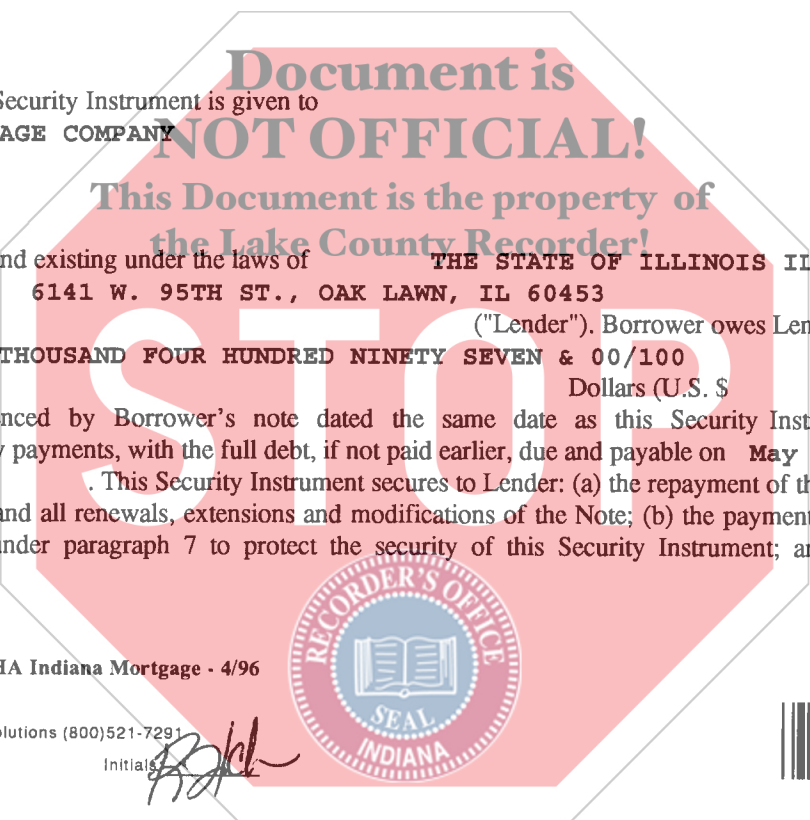 Document is
Security Instrument is given to
AGE COMPANY
NOT OFFICIAL!
This Document is the property of
the Lake County Recorder!
nd existing under the laws of THE STATE OF ILLINOIS IL
6141 W. 95TH ST., OAK LAWN, IL 60453
("Lender"). Borrower owes Len
THOUSAND FOUR HUNDRED NINETY SEVEN & 00/100
Dollars (U.S. $
STOP
nced by Borrower's note dated the same date as this Security Inst
y payments, with the full debt, if not paid earlier, due and payable on May
. This Security Instrument secures to Lender: (a) the repayment of th
and all renewals, extensions and modifications of the Note; (b) the payment
nder paragraph 7 to protect the security of this Security Instrument; a
RECORDER'S OFFICE
SEAL
INDIANA
HA Indiana Mortgage - 4/96
olutions (800)521-7291
Initials